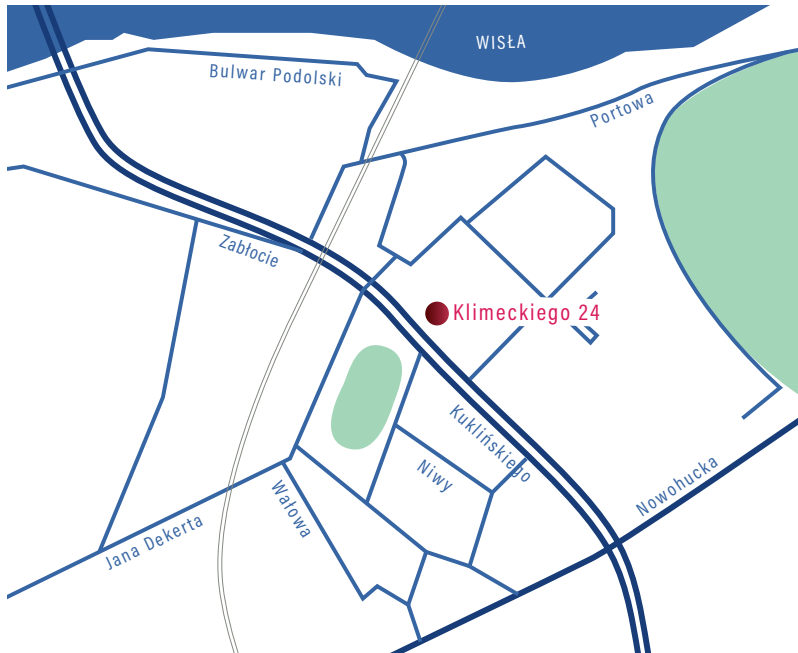 WISŁA
Bulwar Podolski
Portowa
Zabłocie
Klimeckiego 24
Kuklińskiego
Niwy
Nowohucka
Wałowa
Jana Dekerta